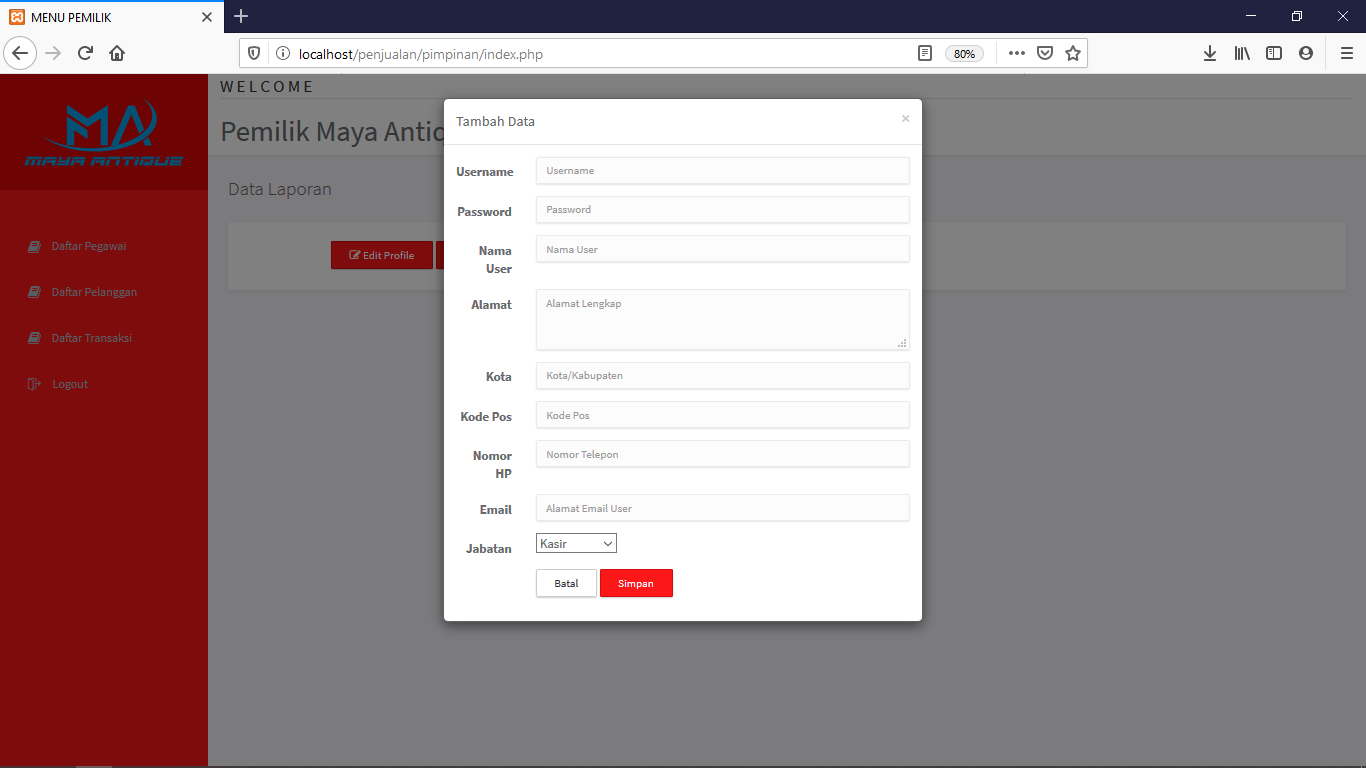 MENU PEMILIK
localhost/penjualan/pimpinan/index.php
80%
MA
MAYA ANTIQUE
WELCOME
Pemilik Maya Antiq
Data Laporan
Daftar Pegawai
Daftar Pelanggan
Daftar Transaksi
Logout
Edit Profile
Tambah Data
×
Username
Username
Password
Password
Nama
User
Nama User
Alamat
Alamat Lengkap
Kota
Kota/Kabupaten
Kode Pos
Kode Pos
Nomor
HP
Nomor Telepon
Email
Alamat Email User
Jabatan
Kasir
Batal
Simpan